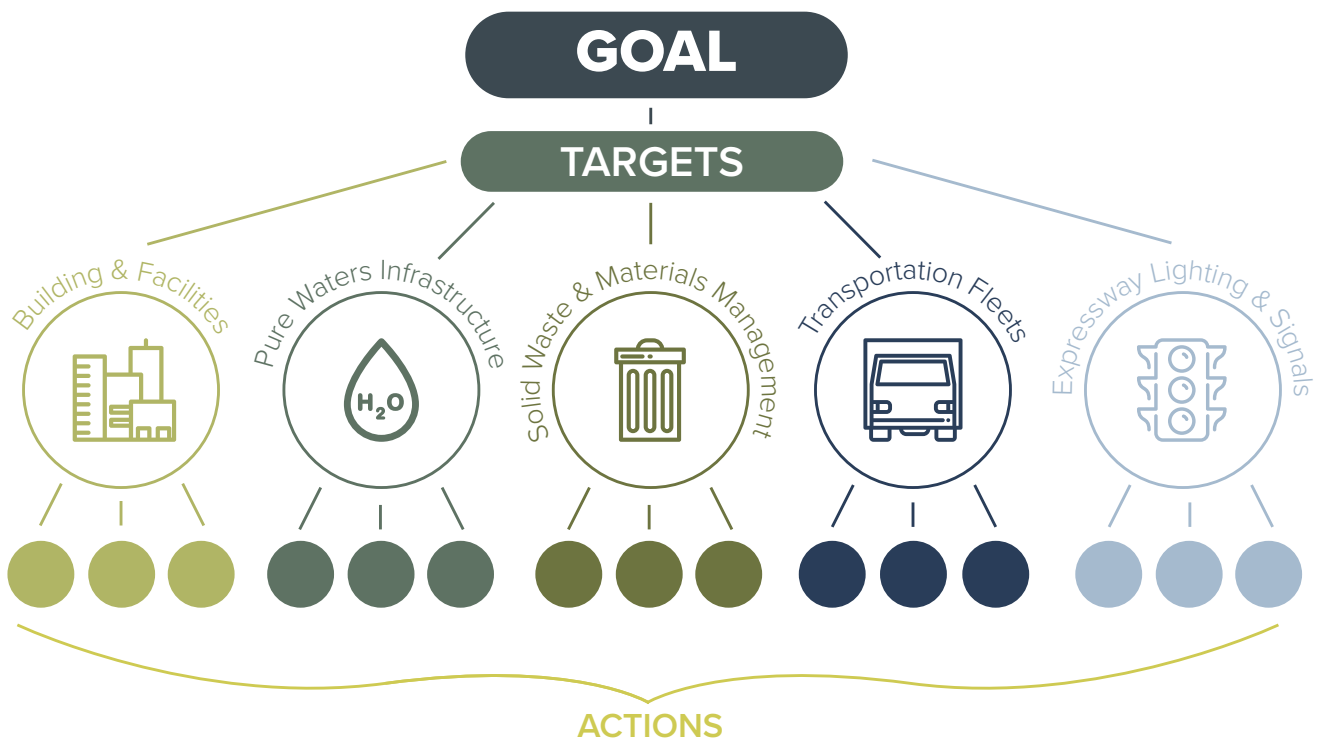 GOAL
TARGETS
Building & Facilities
Pure Waters Infrastructure
Solid Waste & Materials Management
Transportation Fleets
Expressway Lighting & Signals
H2O
ACTIONS